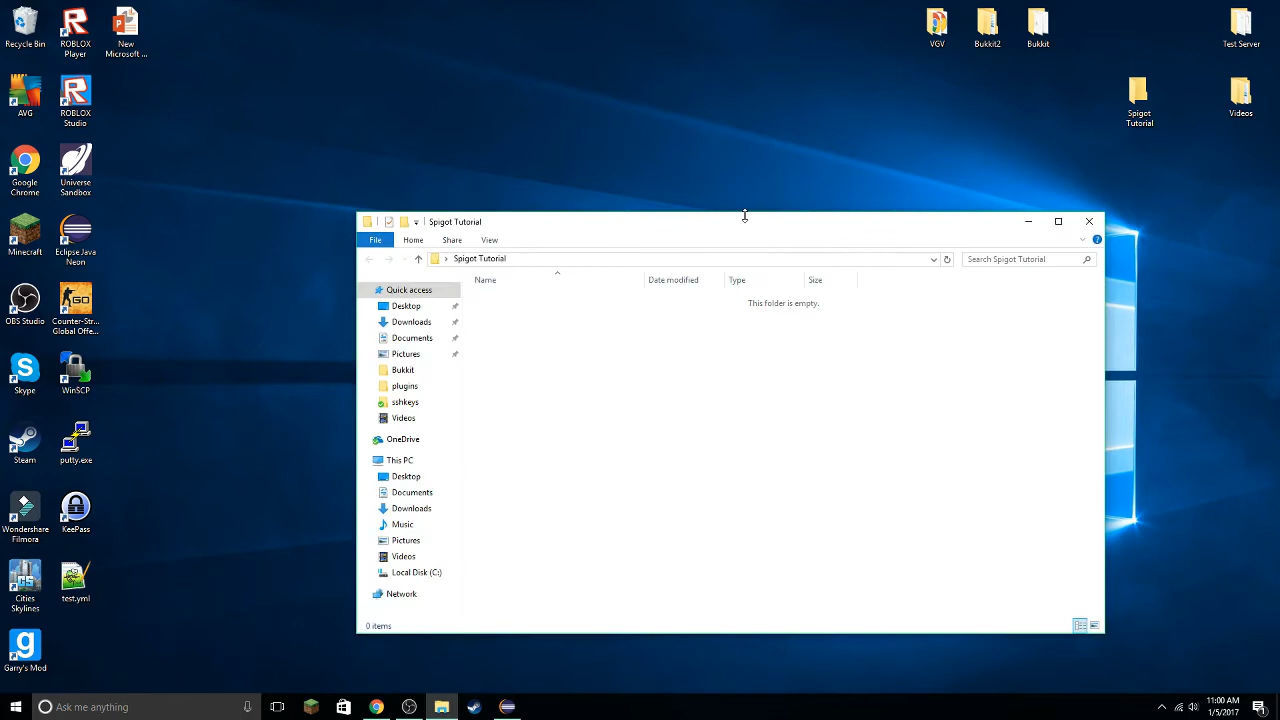 Recycle Bin
ROBLOX
Player
New
Microsoft ...
VGV
Bukkit2
Bukkit
Test Server
AVG
ROBLOX
Studio
Spigot
Tutorial
Videos
Google
Chrome
Universe
Sandbox
Minecraft
Eclipse Java
Neon
OBS Studio
Counter-Str...
Global Offe...
Skype
WinSCP
Steam
putty.exe
Wondershare
Filmora
KeePass
Cities
Skylines
test.yml
Garry's Mod
Spigot Tutorial
File
Home
Share
View
Spigot Tutorial
Search Spigot Tutorial
Name
Date modified
Type
Size
This folder is empty.
Quick access
Desktop
Downloads
Documents
Pictures
Bukkit
plugins
sshkeys
Videos
OneDrive
This PC
Desktop
Documents
Downloads
Music
Pictures
Videos
Local Disk (C:)
Network
0 items
Ask me anything
11:00 AM
1/5/2017